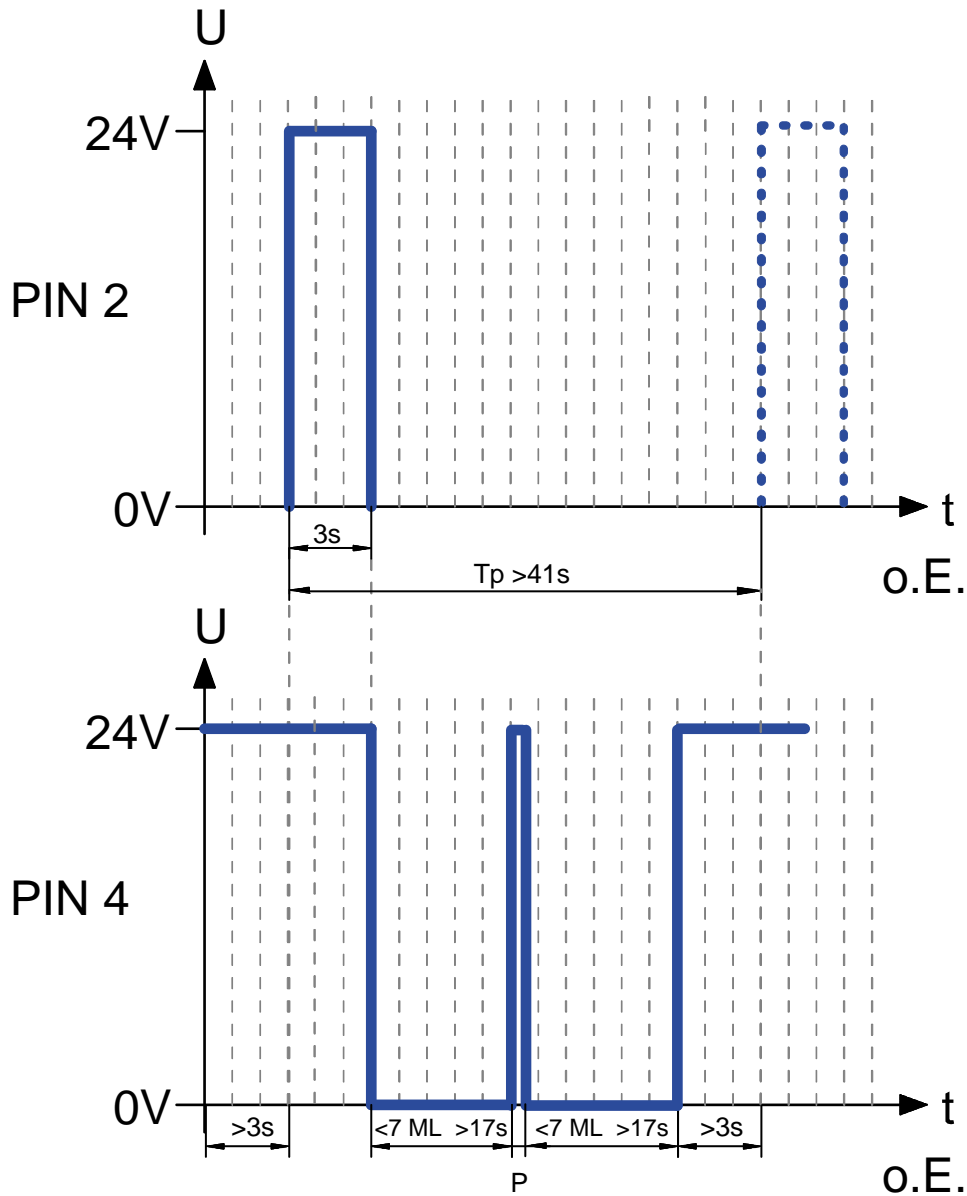 U
24V
PIN 2
0V
t
3s
Tp >41s
o.E.
U
24V
PIN 4
0V
t
>3s <7 ML >17s <7 ML >17s >3s
P
o.E.